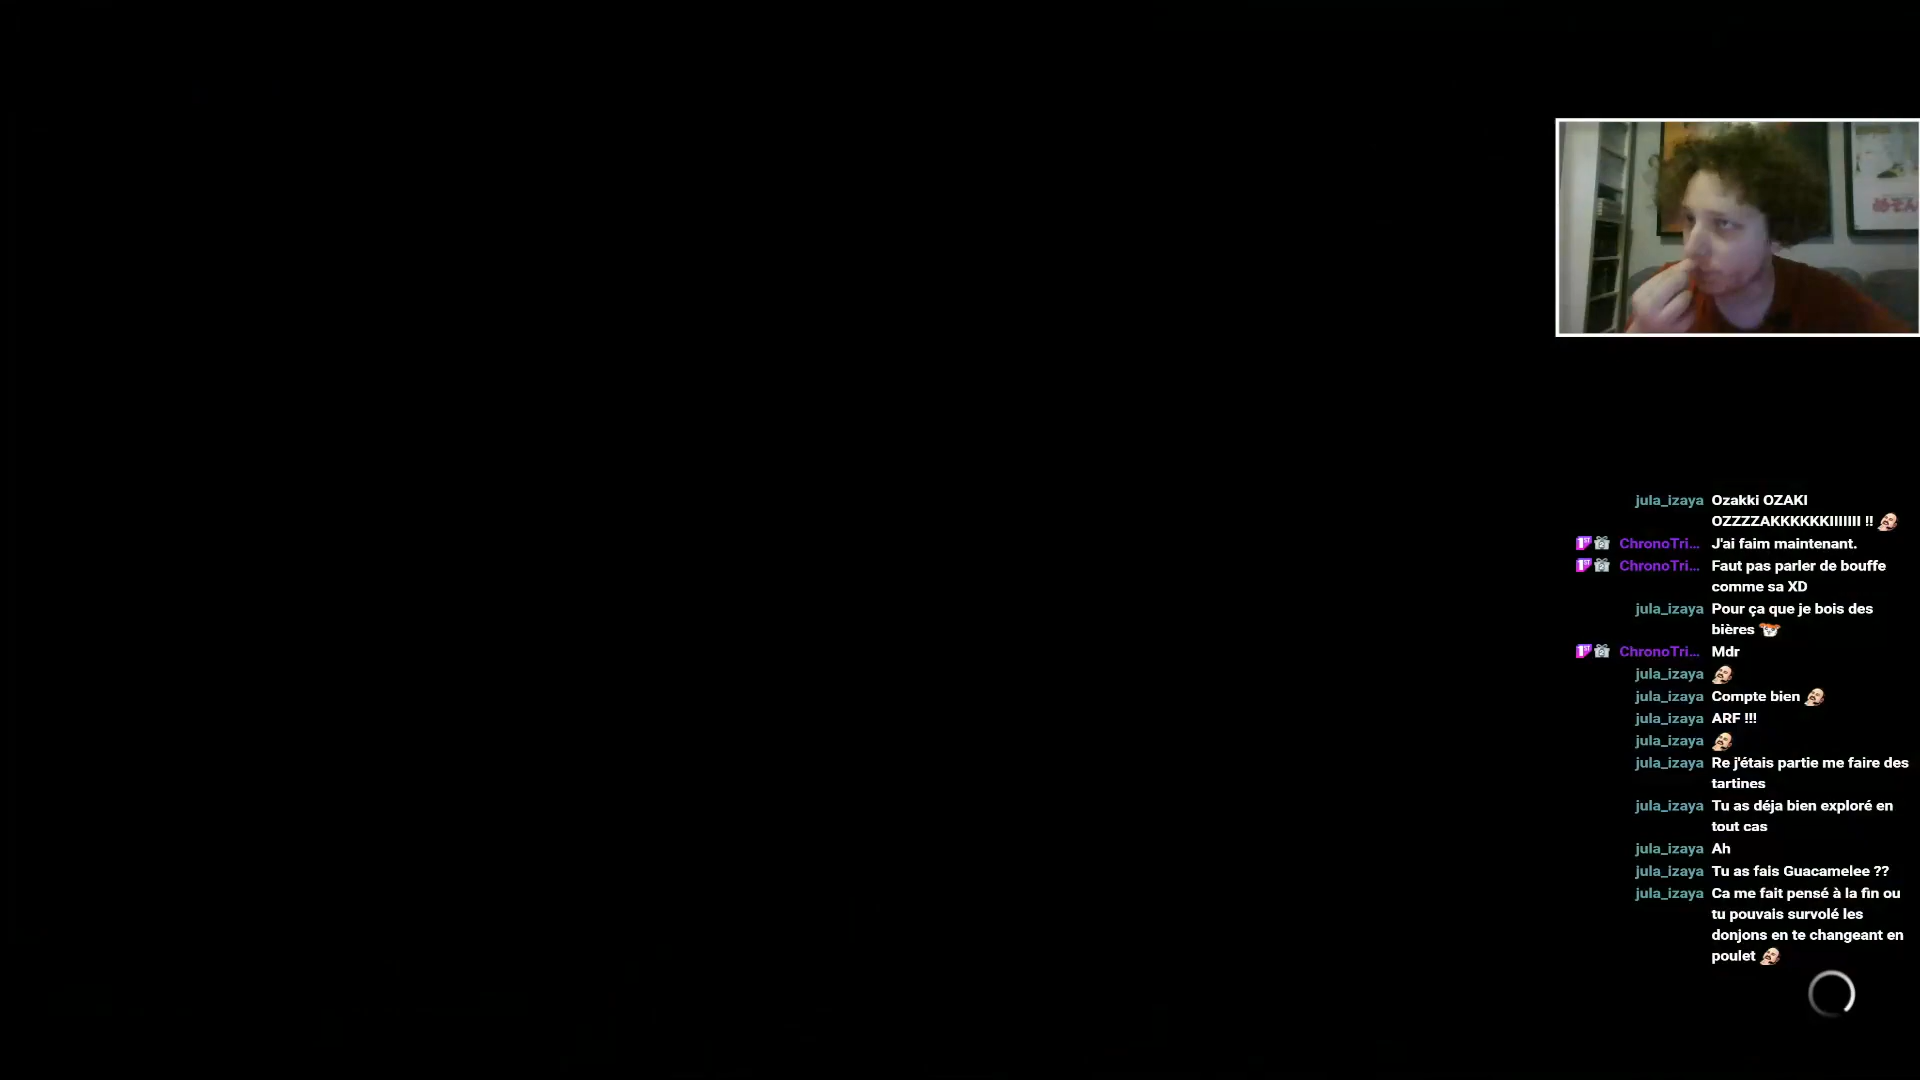 めぞん
jula_izaya Ozakki OZAKI
OZZZZAKKKKKKIIIIIII !!
ChronoTri... J'ai faim maintenant.
ChronoTri... Faut pas parler de bouffe
comme sa XD
jula_izaya Pour ça que je bois des
bières
ChronoTri... Mdr
jula_izaya
jula_izaya Compte bien
jula_izaya ARF !!!
jula_izaya
jula_izaya Re j'étais partie me faire des
tartines
jula_izaya Tu as déja bien exploré en
tout cas
jula_izaya Ah
jula_izaya Tu as fais Guacamelee ??
jula_izaya Ca me fait pensé à la fin ou
tu pouvais survolé les
donjons en te changeant en
poulet